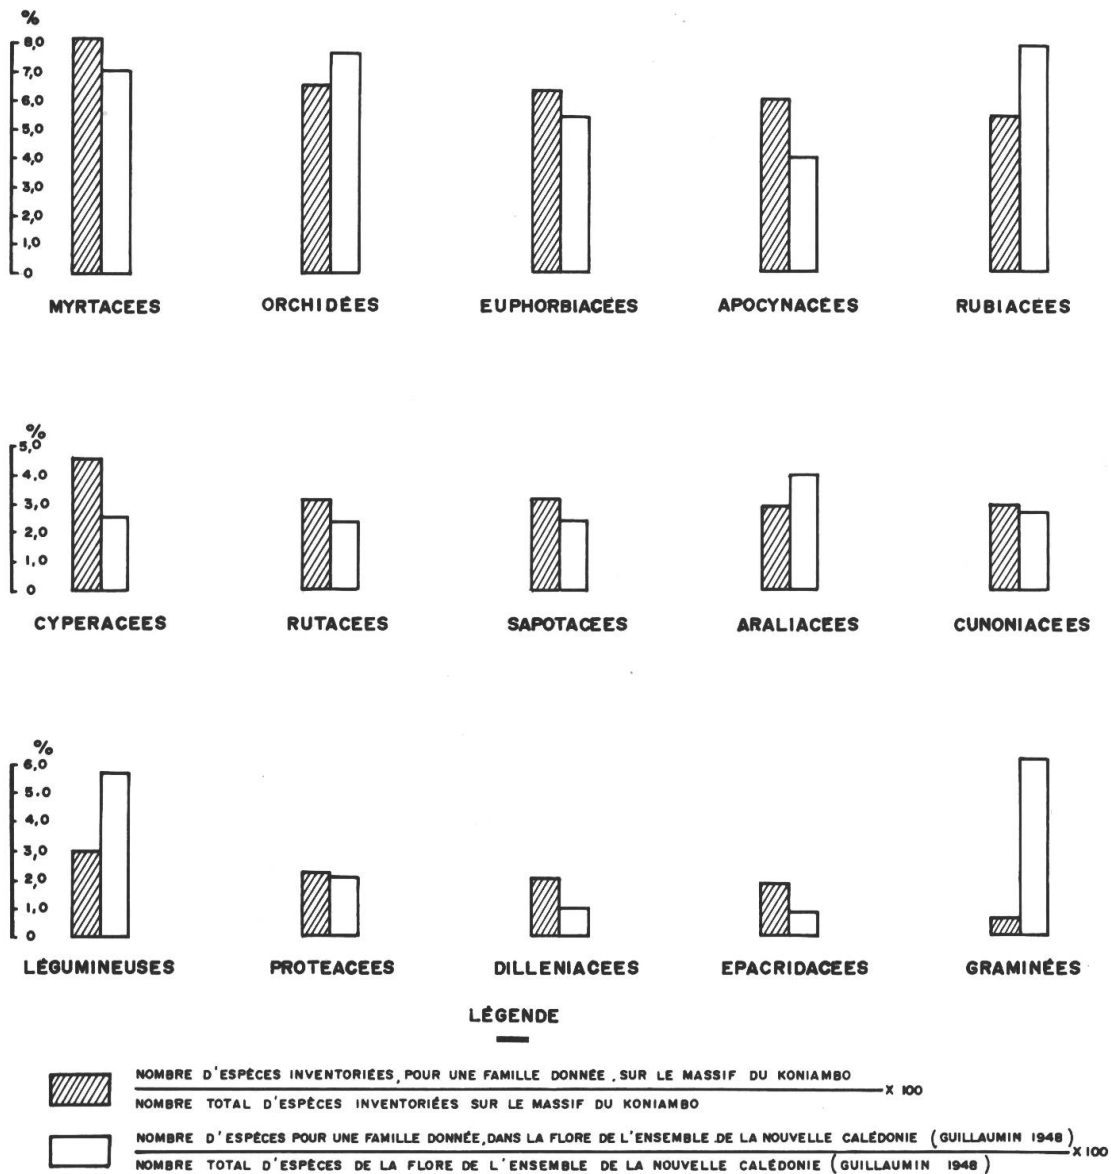 %
8,0
7,0
6,0
5,0
4,0
3,0
2,0
1,0
0
MYRTACÉES ORCHIDÉES EUPHORBIACÉES APOCYNACÉES RUBIACÉES
%
5,0
4,0
3,0
2,0
1,0
0
CYPERACEES RUTACÉES SAPOTACÉES ARALIACÉES CUNONIACEES
%
6,0
5,0
4,0
3,0
2,0
1,0
0
LÉGUMINEUSES PROTEACÉES DILLENIACEES EPACRIDACÉES GRAMINÉES
LÉGENDE
NOMBRE D'ESPÈCES INVENTORIÉES, POUR UNE FAMILLE DONNÉE, SUR LE MASSIF DU KONIAMBO
X 100
NOMBRE TOTAL D'ESPÈCES INVENTORIÉES SUR LE MASSIF DU KONIAMBO
NOMBRE D'ESPÈCES POUR UNE FAMILLE DONNÉE, DANS LA FLORE DE L'ENSEMBLE DE LA NOUVELLE CALÉDONIE (GUILLAUMIN 1948)
X 100
NOMBRE TOTAL D'ESPÈCES DE LA FLORE DE L'ENSEMBLE DE LA NOUVELLE CALÉDONIE (GUILLAUMIN 1948)